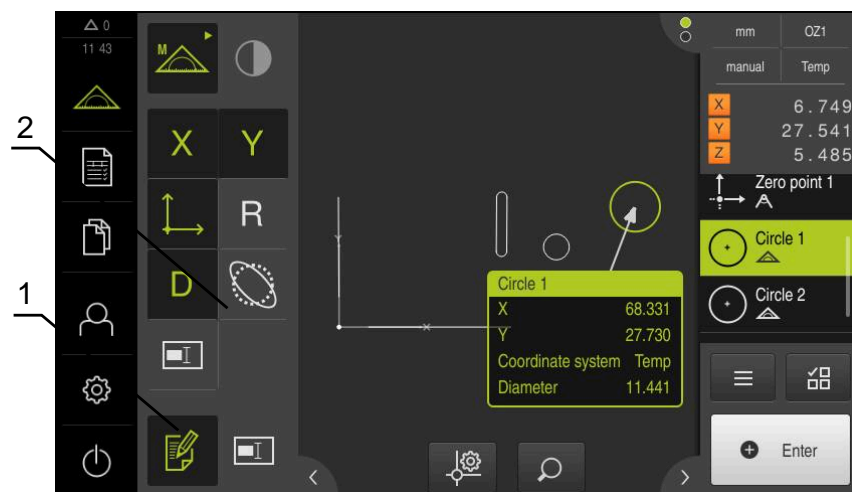 2
1
0
11 43
M
X
Y
R
D
mm
OZ1
manual
Temp
X 6.749
Y 27.541
Z 5.485
Zero point 1
Circle 1
Circle 2
Y
X
Circle 1
X 68.331
Y 27.730
Coordinate system Temp
Diameter 11.441
Enter